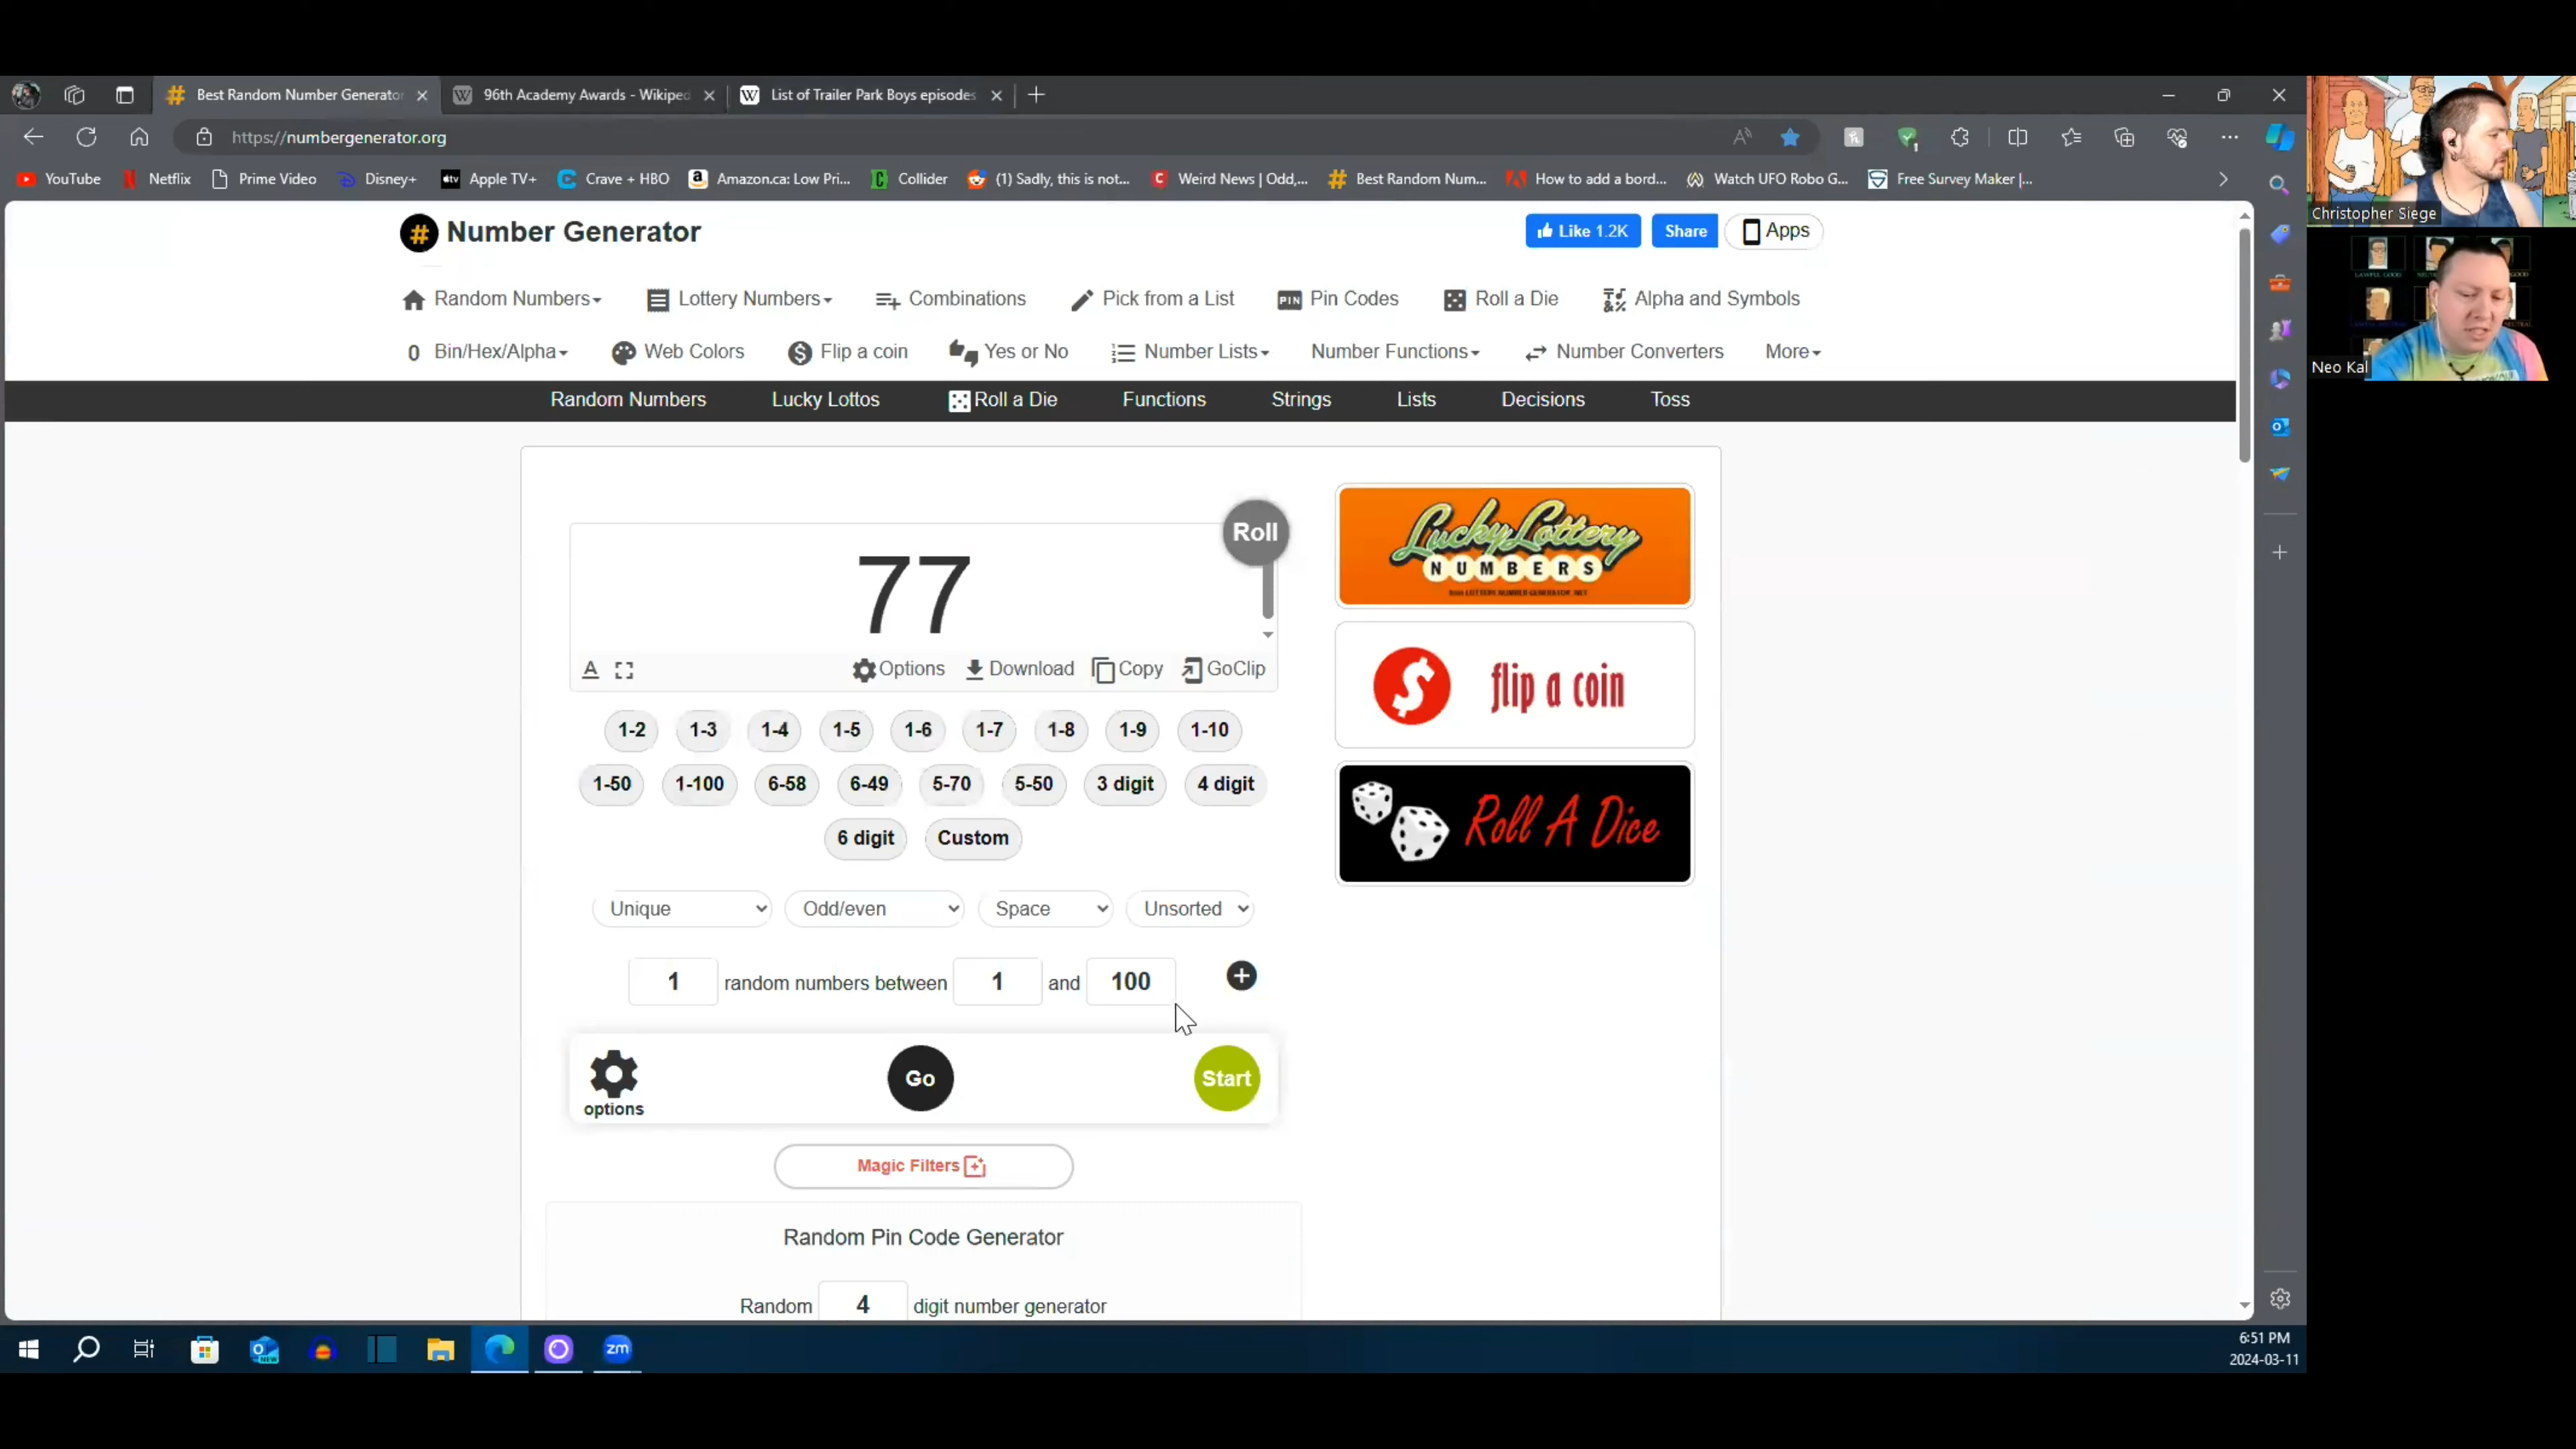 Best Random Number Generator
96th Academy Awards - Wikiped
List of Trailer Park Boys episodes
https://numbergenerator.org
YouTube Netflix Prime Video Disney+ Apple TV+ Crave + HBO Amazon.ca: Low Pri... Collider (1) Sadly, this is not... Weird News | Odd,... Best Random Num... How to add a bord... Watch UFO Robo G... Free Survey Maker |...
Number Generator
Like 1.2K Share Apps
Random Numbers Lottery Numbers Combinations Pick from a List PIN Pin Codes Roll a Die Alpha and Symbols
0 Bin/Hex/Alpha Web Colors Flip a coin Yes or No Number Lists Number Functions Number Converters More
Random Numbers Lucky Lottos Roll a Die Functions Strings Lists Decisions Toss
Roll
77
Options Download Copy GoClip
1-2 1-3 1-4 1-5 1-6 1-7 1-8 1-9 1-10
1-50 1-100 6-58 6-49 5-70 5-50 3 digit 4 digit
6 digit Custom
Unique Odd/even Space Unsorted
1 random numbers between 1 and 100
options Go Start
Magic Filters
Random Pin Code Generator
Random 4 digit number generator
Lucky Lottery
NUMBERS
flip a coin
Roll A Dice
Christopher Siege
LAWFUL GOOD
Neo Kal
zm
6:51 PM
2024-03-11